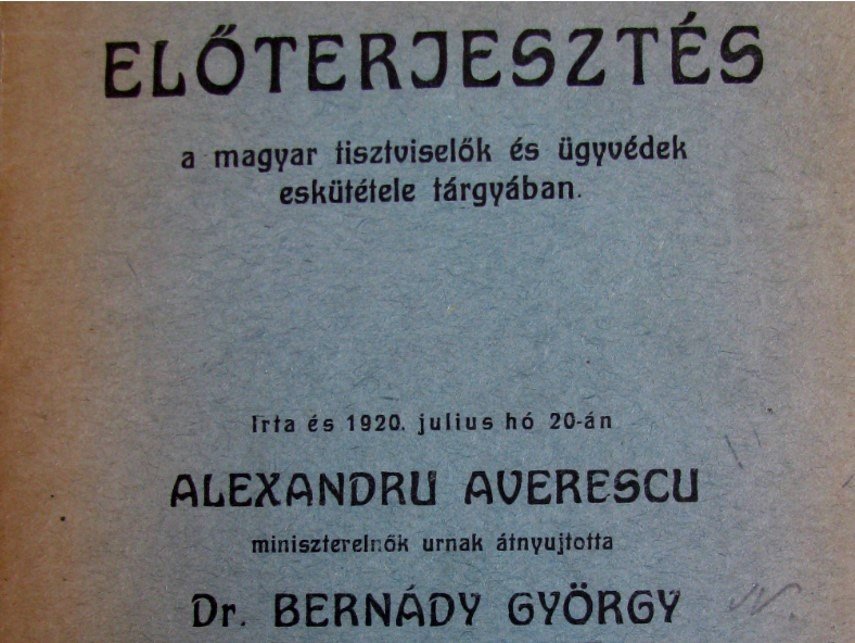 ELŐTERJESZTÉS
a magyar tisztviselők és ügyvédek
eskütétele tárgyában.
Irta és 1920. julius hó 20-án
ALEXANDRU AVERESCU
miniszterelnők urnak átnyujtotta
Dr. BERNÁDY GYÖRGY